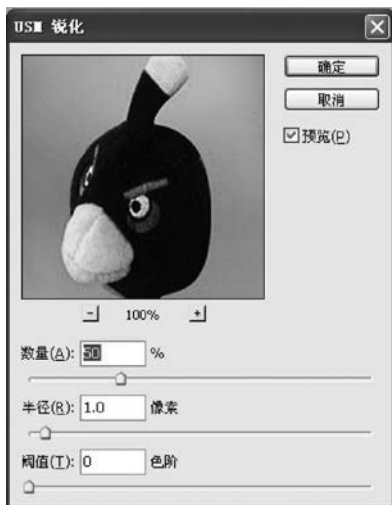 USM 锐化
确定
取消
预览(P)
- 100% +
数量(A): 50 %
半径(R): 1.0 像素
阈值(T): 0 色阶